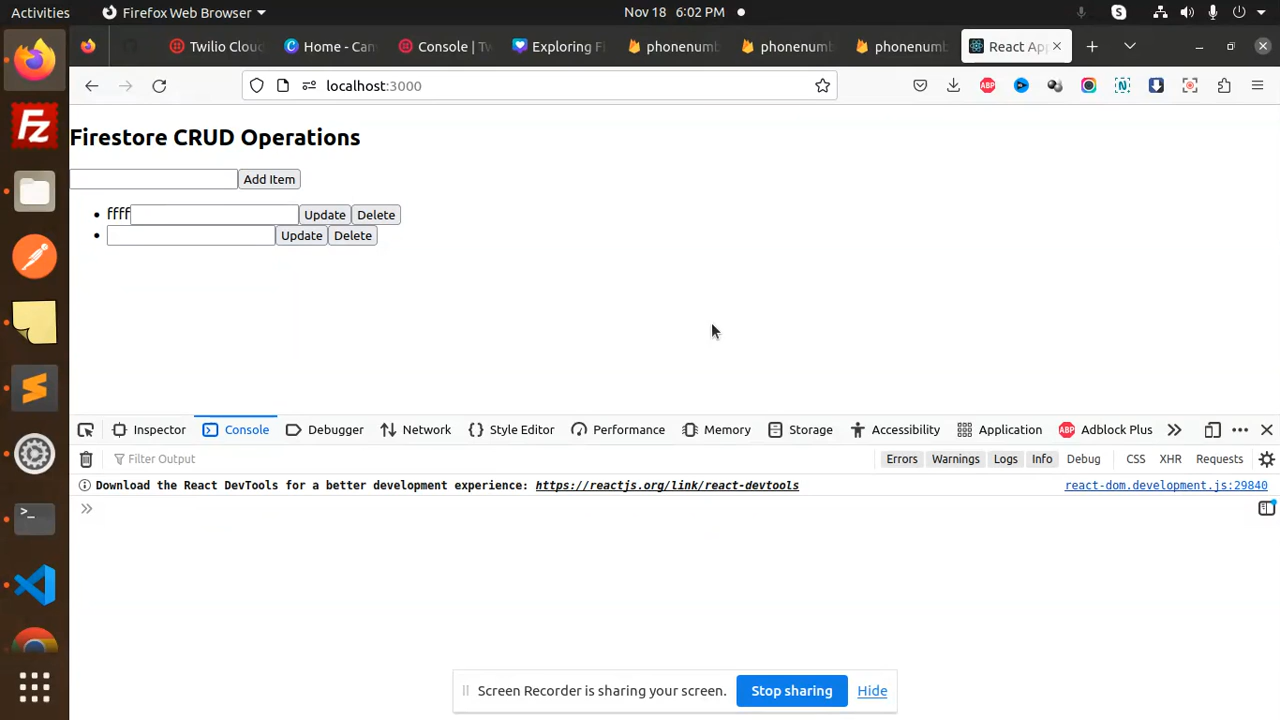 Activities Firefox Web Browser Nov 18 6:02 PM
Twilio Clou Home - Can Console | Tw Exploring Fi phonenumb phonenumb phonenumb React App
localhost:3000
Firestore CRUD Operations
Add Item
ffff Update Delete
Update Delete
Inspector Console Debugger Network Style Editor Performance Memory Storage Accessibility Application Adblock Plus
Filter Output Errors Warnings Logs Info Debug CSS XHR Requests
Download the React DevTools for a better development experience: https://reactjs.org/link/react-devtools react-dom.development.js:29840
Screen Recorder is sharing your screen. Stop sharing Hide